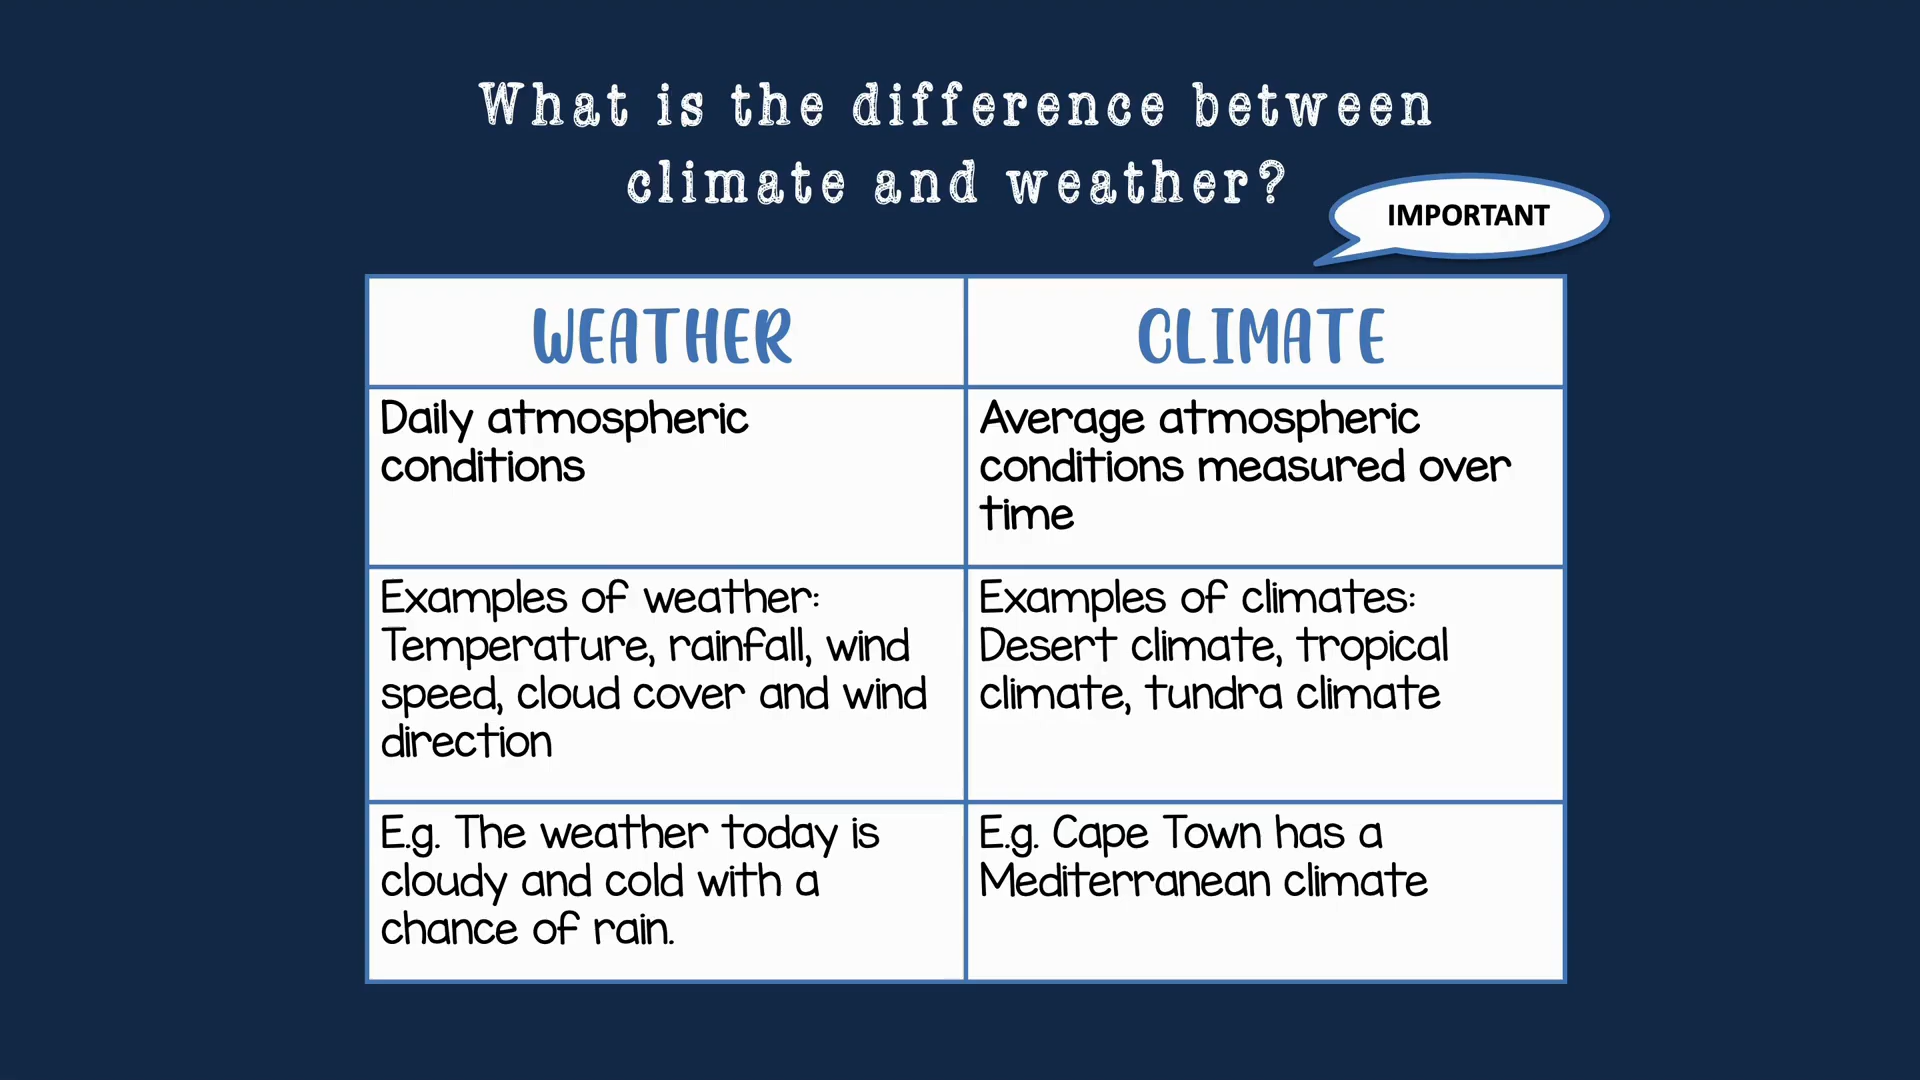 What is the difference between
climate and weather?
IMPORTANT
WEATHER
CLIMATE
Daily atmospheric
conditions
Average atmospheric
conditions measured over
time
Examples of weather:
Temperature, rainfall, wind
speed, cloud cover and wind
direction
Examples of climates:
Desert climate, tropical
climate, tundra climate
E.g. The weather today is
cloudy and cold with a
chance of rain.
E.g. Cape Town has a
Mediterranean climate